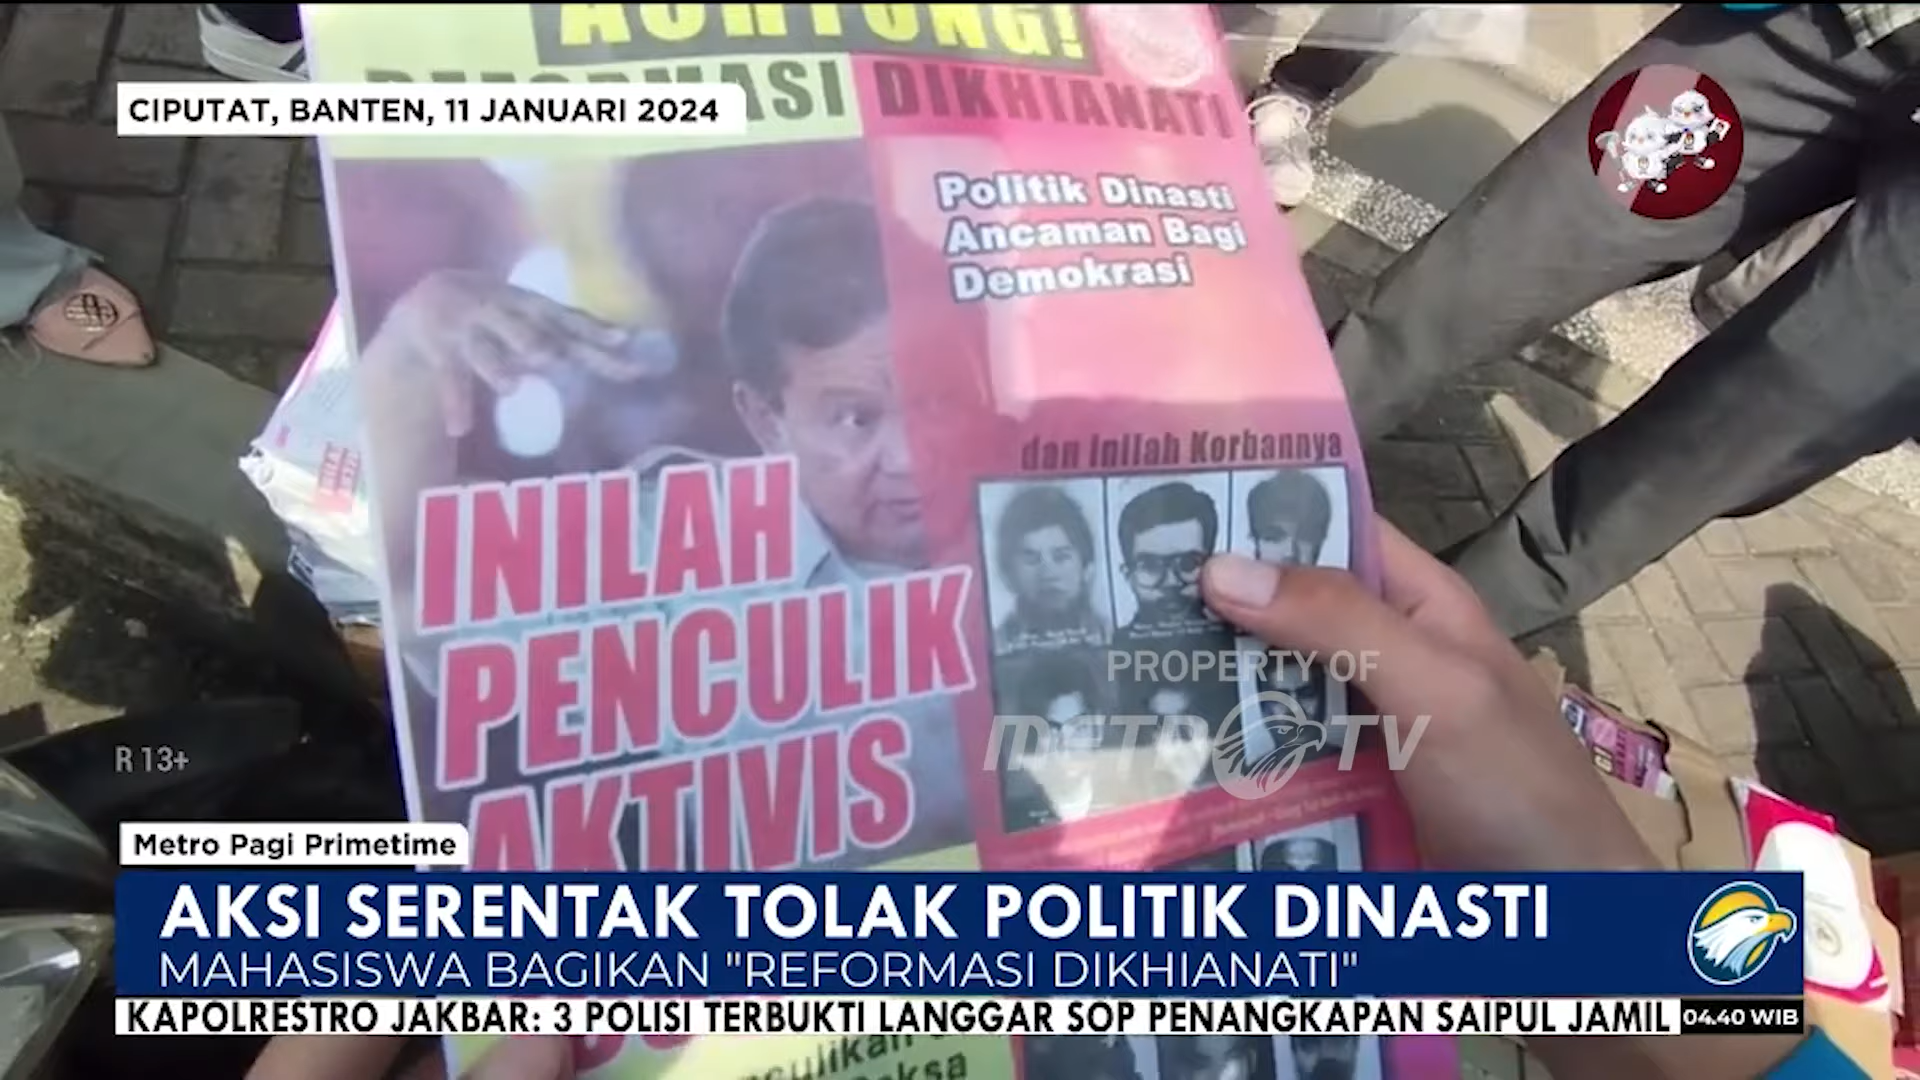 ACHTUNG!
REFORMASI DIKHIANATI
CIPUTAT, BANTEN, 11 JANUARI 2024
Politik Dinasti
Ancaman Bagi
Demokrasi
dan Inilah Korbannya
INILAH
PENCULIK
AKTIVIS
PROPERTY OF
METRO TV
R 13+
Metro Pagi Primetime
AKSI SERENTAK TOLAK POLITIK DINASTI
MAHASISWA BAGIKAN "REFORMASI DIKHIANATI"
KAPOLRESTRO JAKBAR: 3 POLISI TERBUKTI LANGGAR SOP PENANGKAPAN SAIPUL JAMIL
04.40 WIB